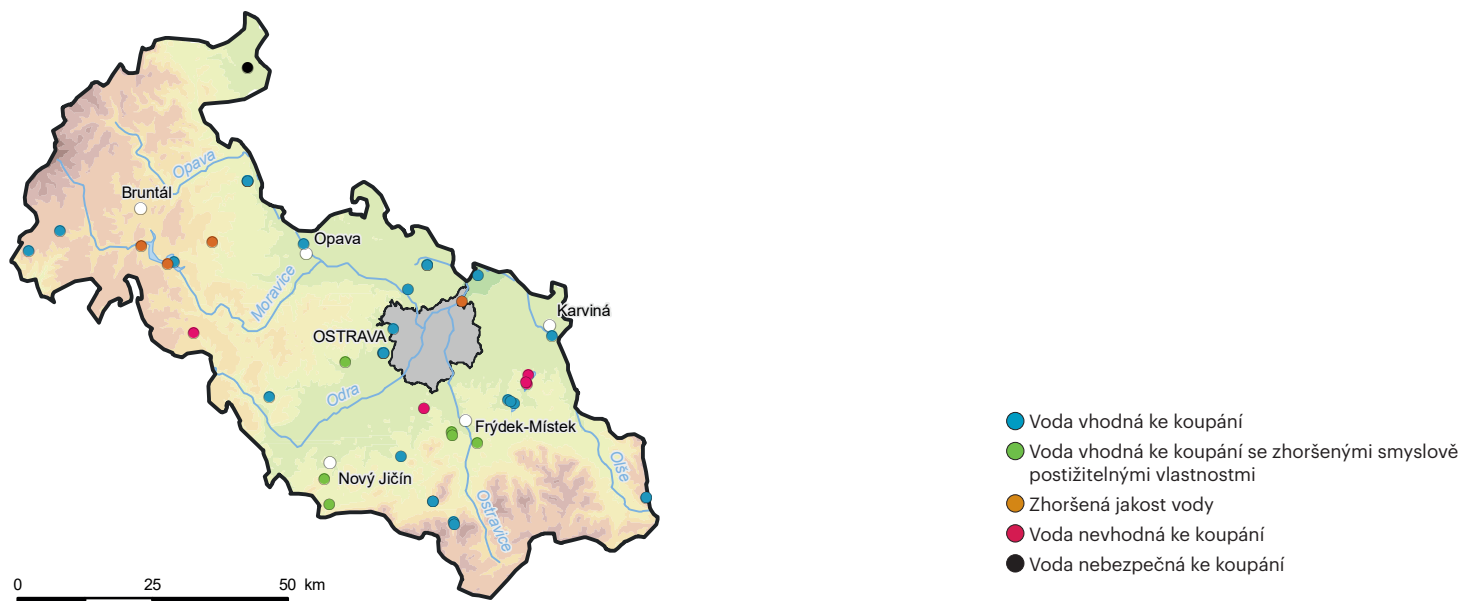 Opava
Bruntál
Opava
Moravice
Karviná
OSTRAVA
Odra
Frýdek-Místek
Olše
Nový Jičín
Ostravice
0 25 50 km
Voda vhodná ke koupání
Voda vhodná ke koupání se zhoršenými smyslově
postižitelnými vlastnostmi
Zhoršená jakost vody
Voda nevhodná ke koupání
Voda nebezpečná ke koupání